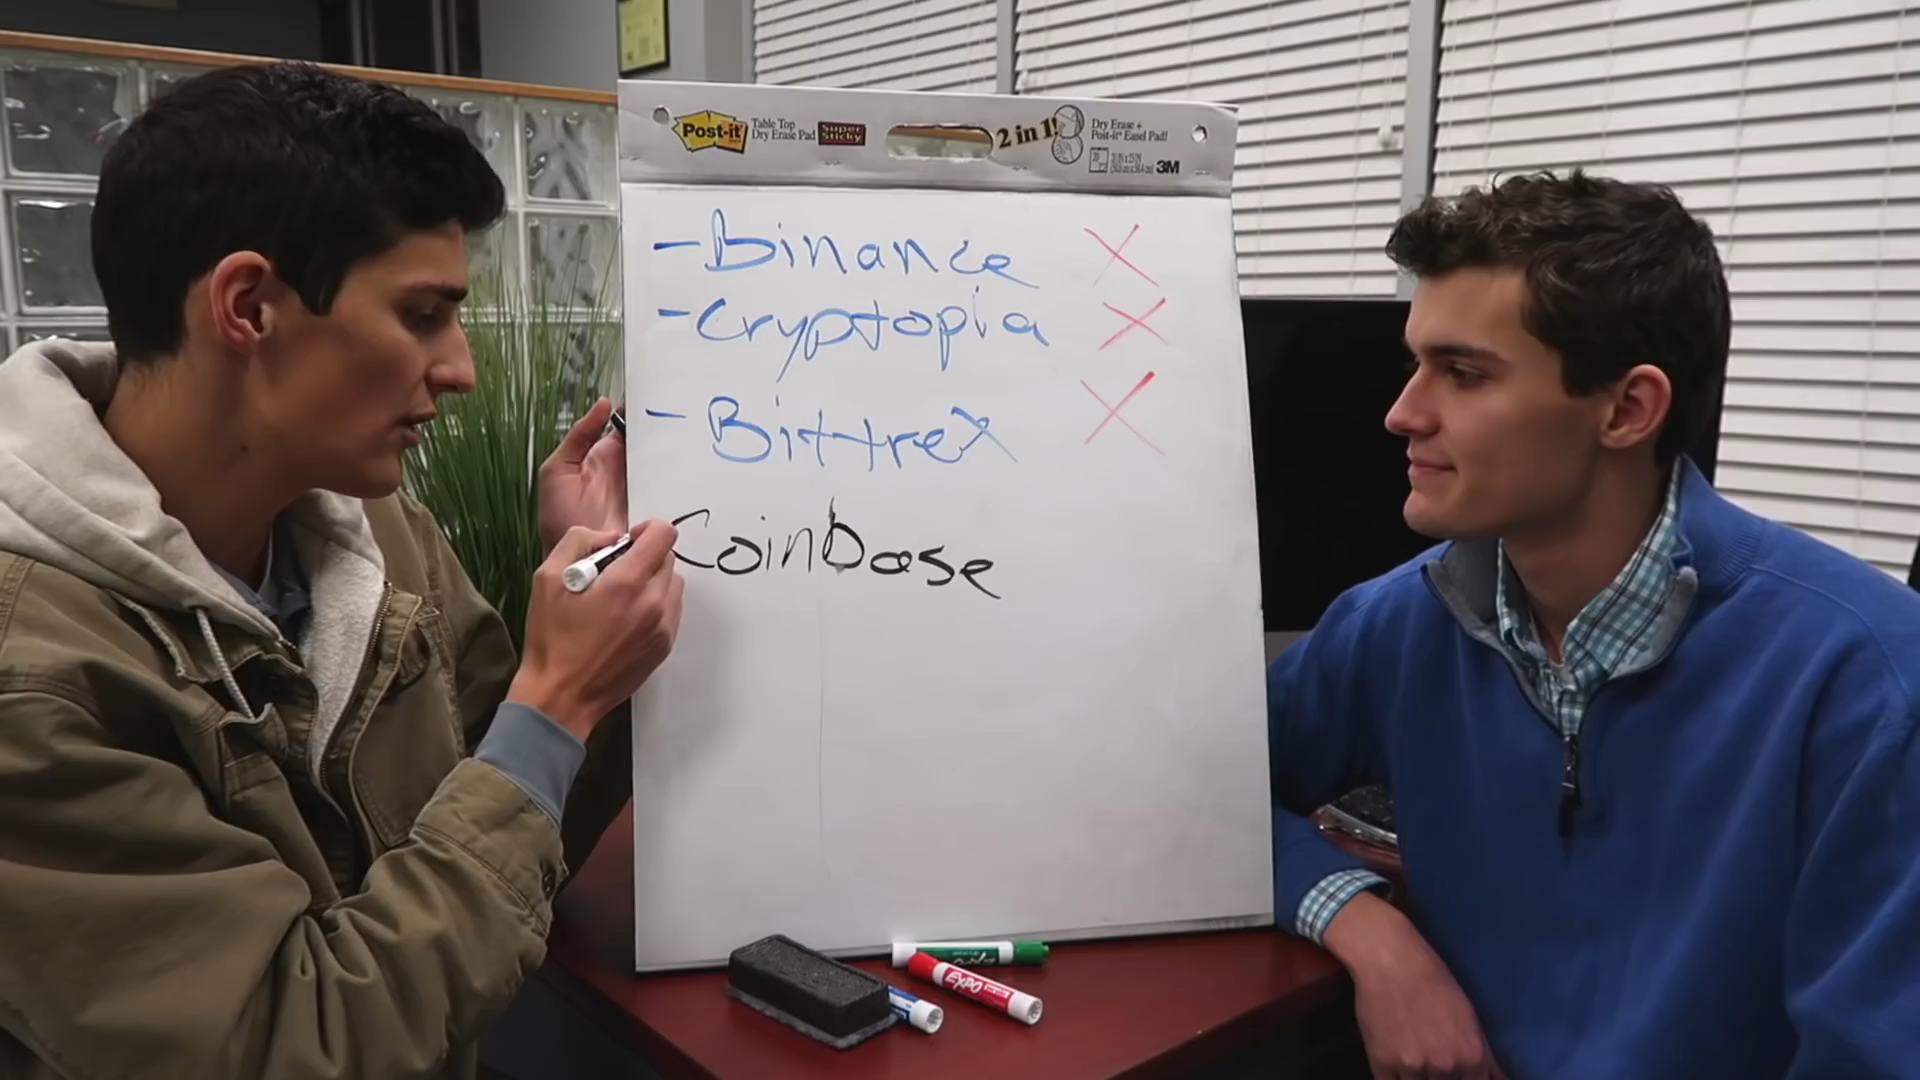 Post-it
Table Top
Dry Erase Pad
Super Sticky
2 in 1!
Dry Erase +
Post-it® Easel Pad!
20
3M
- Binance X
- Cryptopia X
- Bittrex X
Coinbase
EXPO